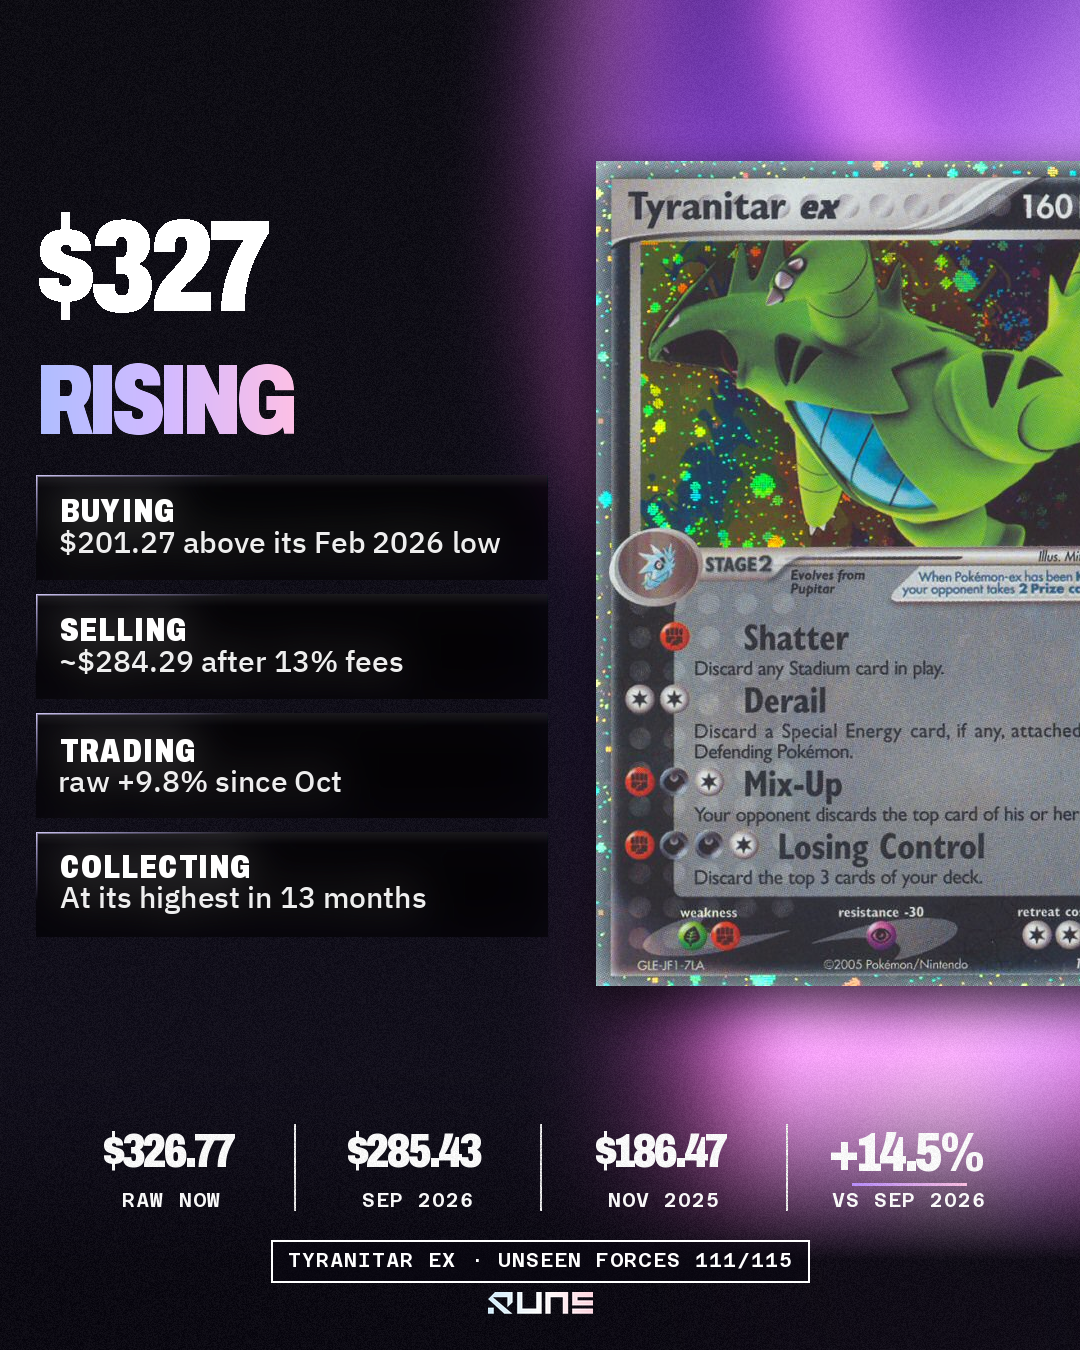 $327
RISING
BUYING
$201.27 above its Feb 2026 low
SELLING
~$284.29 after 13% fees
TRADING
raw +9.8% since Oct
COLLECTING
At its highest in 13 months
Tyranitar ex 160
STAGE 2
Illus.
Evolves from
Pupitar
When Pokémon-ex has been
your opponent takes 2 Prize
Shatter
Discard any Stadium card in play.
Derail
Discard a Special Energy card, if any, attached
Defending Pokémon.
Mix-Up
Your opponent discards the top card of his or her
Losing Control
Discard the top 3 cards of your deck.
weakness resistance -30 retreat
GLE-JF1-7LA ©2005 Pokémon/Nintendo
$326.77 $285.43 $186.47 +14.5%
RAW NOW SEP 2026 NOV 2025 VS SEP 2026
TYRANITAR EX · UNSEEN FORCES 111/115
RUNE